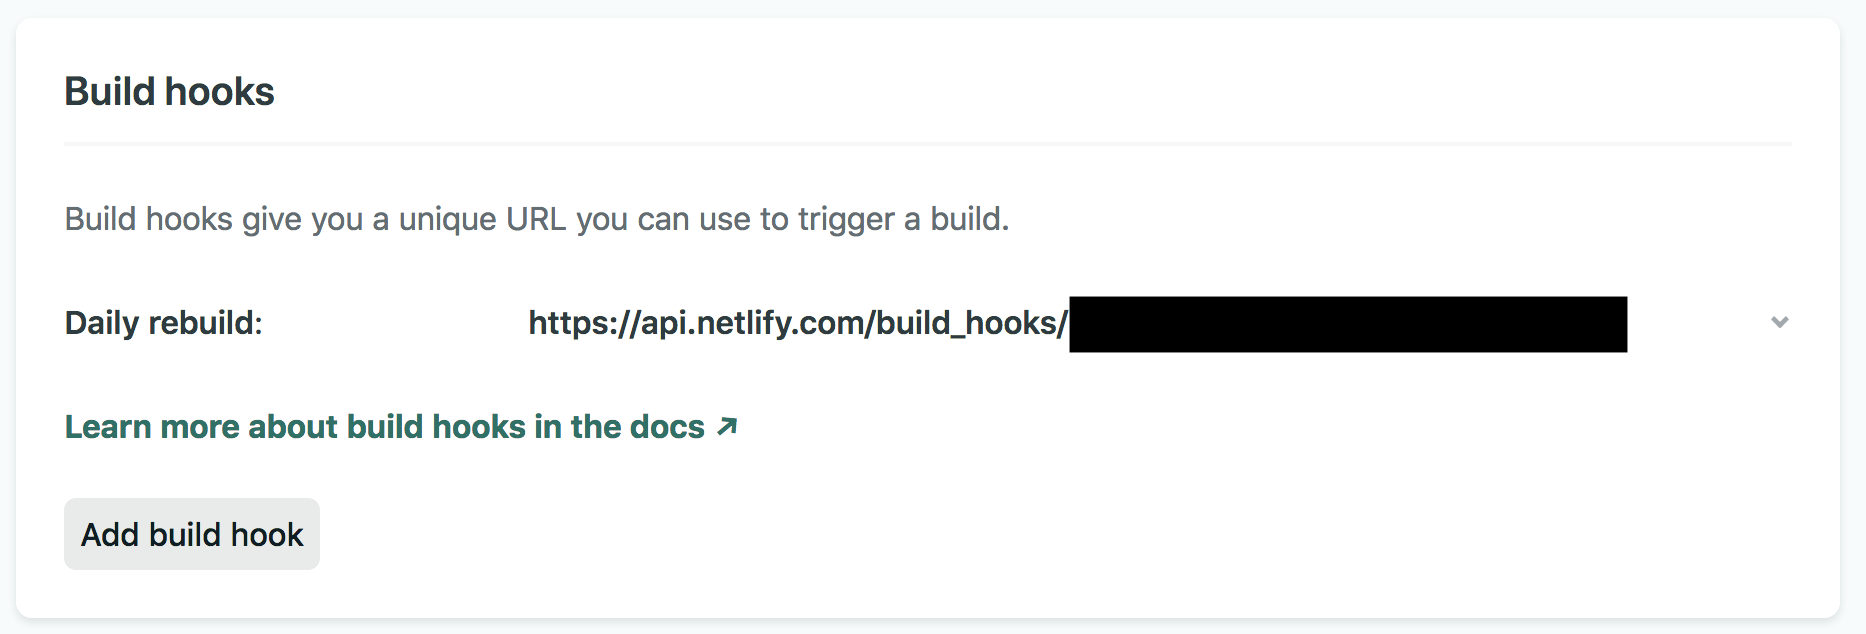 Build hooks
Build hooks give you a unique URL you can use to trigger a build.
Daily rebuild: https://api.netlify.com/build_hooks/
Learn more about build hooks in the docs ↗
Add build hook